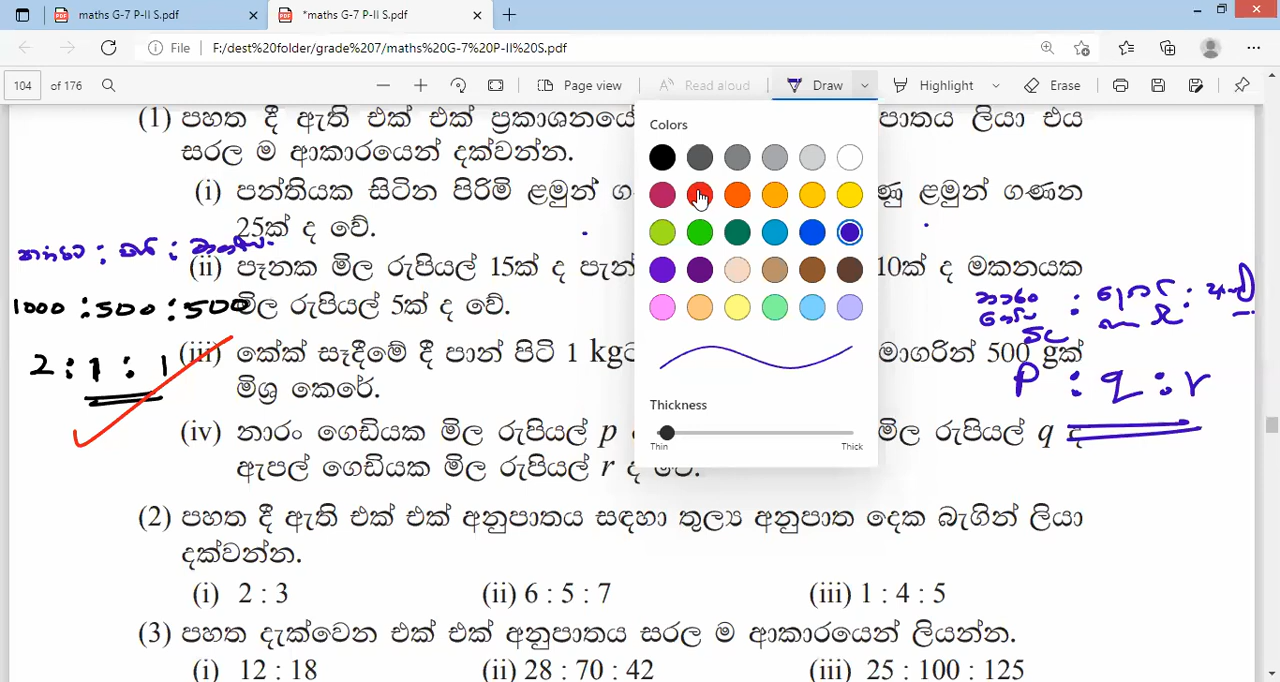 maths G-7 P-II S.pdf
*maths G-7 P-II S.pdf
File F:/dest%20folder/grade%207/maths%20G-7%20P-II%20S.pdf
104 of 176 Page view Read aloud Draw Highlight Erase
Colors
Thickness
Thin Thick
(1) පහත දී ඇති එක් එක් ප්‍රකාශනයේ පාතය ලියා එය
සරල ම ආකාරයෙන් දක්වන්න.
(i) පන්තියක සිටින පිරිමි ළමුන් ළමුන් ගණන
25ක් ද වේ.
(ii) පෑනක මිල රුපියල් 15ක් ද 10ක් ද මකනයක
මිල රුපියල් 5ක් ද වේ.
1000 : 500 : 500
2 : 1 : 1
(iii) කේක් සෑදීමේ දී පාන් පිටි 1 kg මාගරින් 500 gක්
මිශ්‍ර කෙරේ.
p : q : r
(iv) නාරං ගෙඩියක මිල රුපියල් p මිල රුපියල් q ද
ඇපල් ගෙඩියක මිල රුපියල් r ද වේ.
(2) පහත දී ඇති එක් එක් අනුපාතය සඳහා තුල්‍ය අනුපාත දෙක බැගින් ලියා
දක්වන්න.
(i) 2 : 3 (ii) 6 : 5 : 7 (iii) 1 : 4 : 5
(3) පහත දැක්වෙන එක් එක් අනුපාතය සරල ම ආකාරයෙන් ලියන්න.
(i) 12 : 18 (ii) 28 : 70 : 42 (iii) 25 : 100 : 125